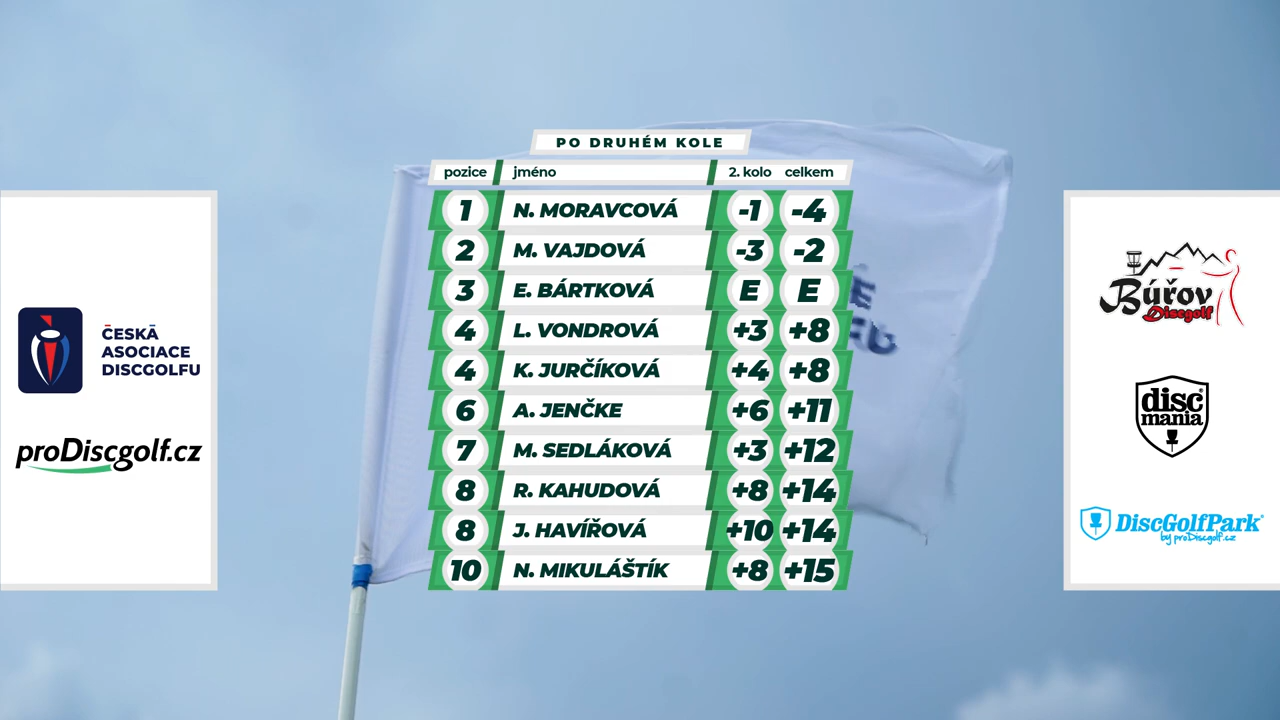 PO DRUHÉM KOLE
pozice jméno 2. kolo celkem
1 N. MORAVCOVÁ -1 -4
2 M. VAJDOVÁ -3 -2
3 E. BÁRTKOVÁ E E
4 L. VONDROVÁ +3 +8
4 K. JURČÍKOVÁ +4 +8
6 A. JENČKE +6 +11
7 M. SEDLÁKOVÁ +3 +12
8 R. KAHUDOVÁ +8 +14
8 J. HAVÍŘOVÁ +10 +14
10 N. MIKULÁŠTÍK +8 +15
ČESKÁ
ASOCIACE
DISCGOLFU
proDiscgolf.cz
Búřov
Discgolf
disc
mania
DiscGolfPark®
by proDiscgolf.cz